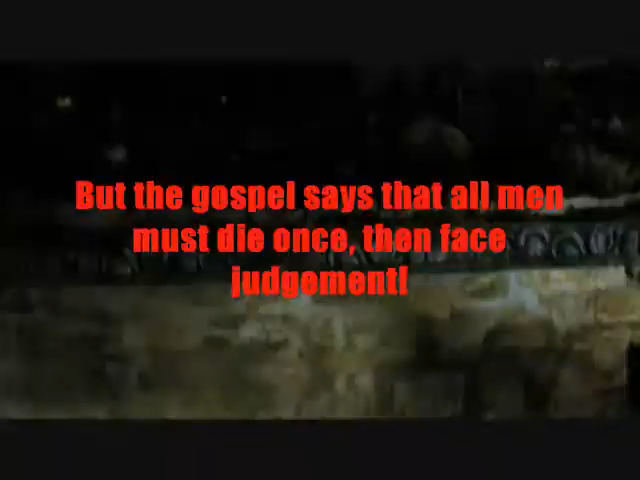 But the gospel says that all men
must die once, then face
judgement!